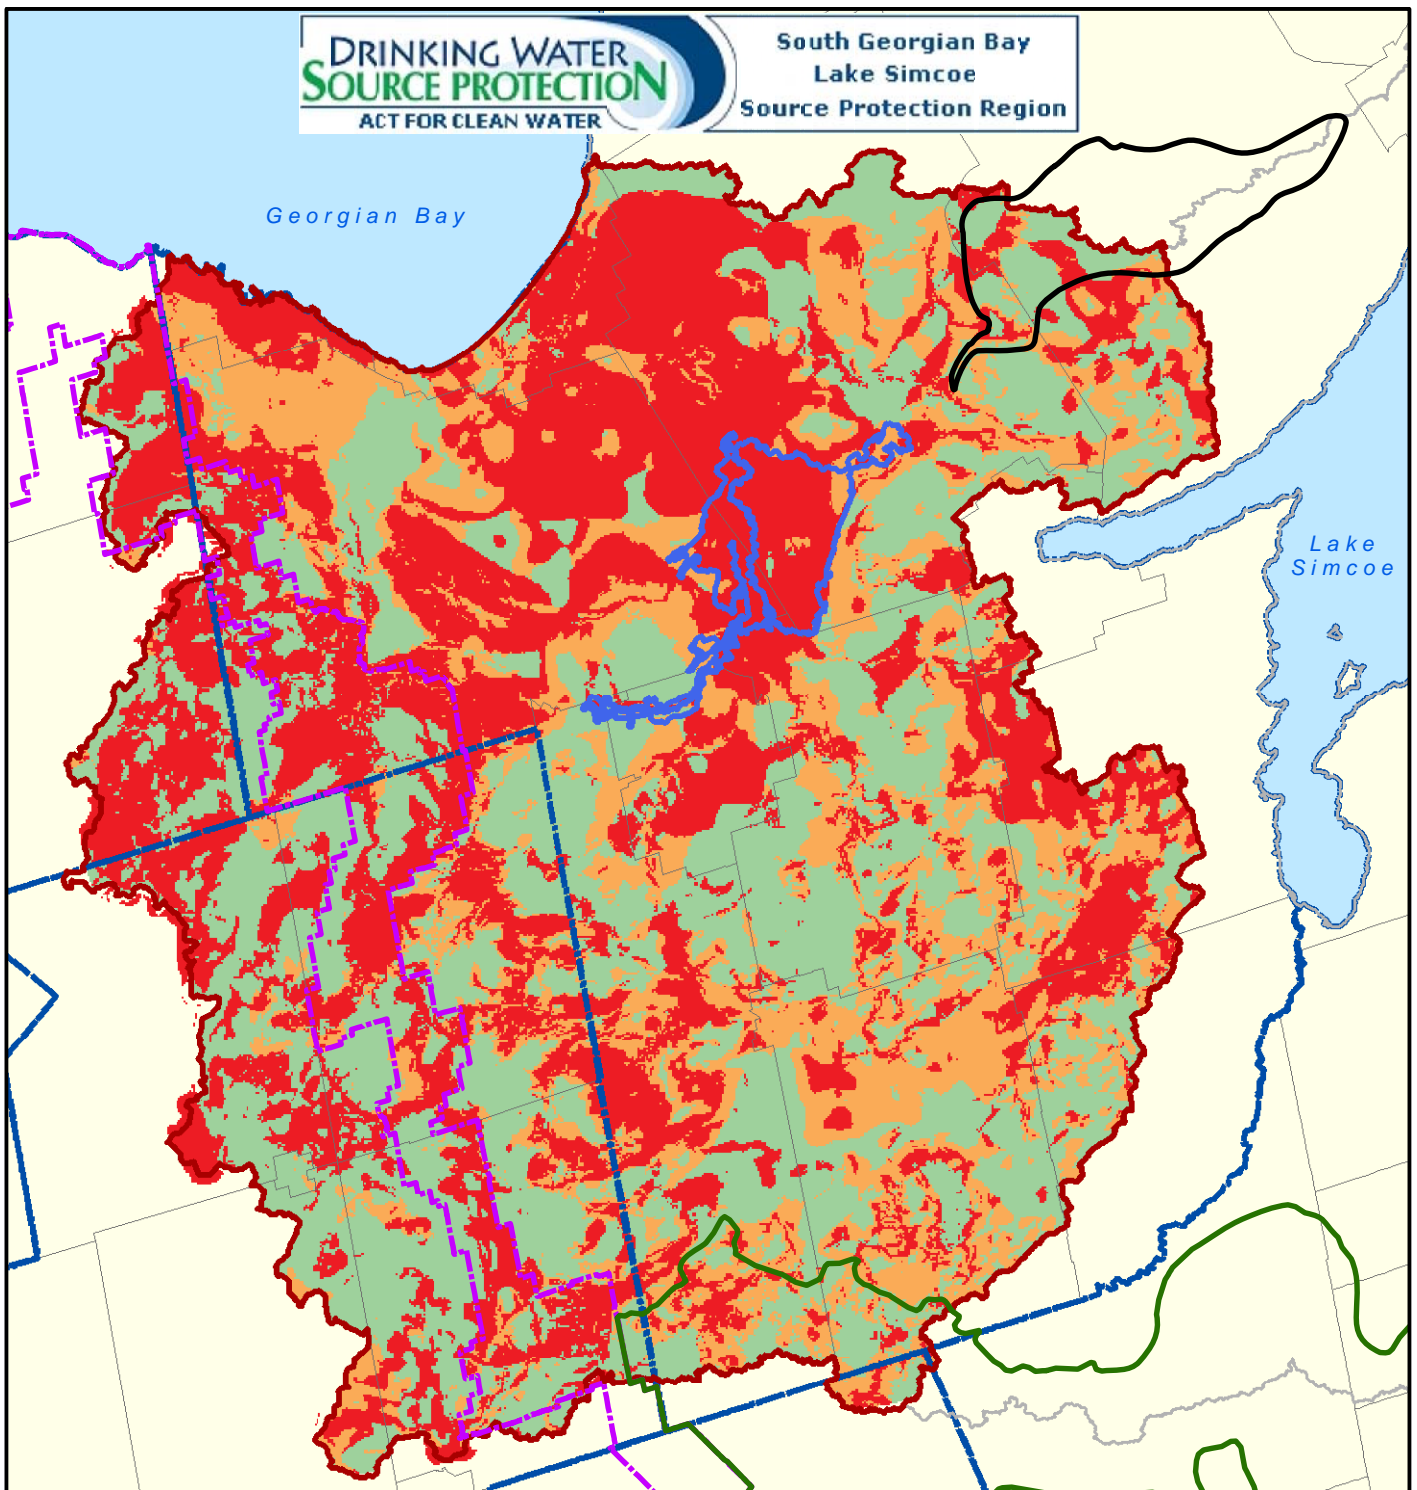 DRINKING WATER
SOURCE PROTECTION
ACT FOR CLEAN WATER
South Georgian Bay
Lake Simcoe
Source Protection Region
Georgian Bay
Lake
Simcoe